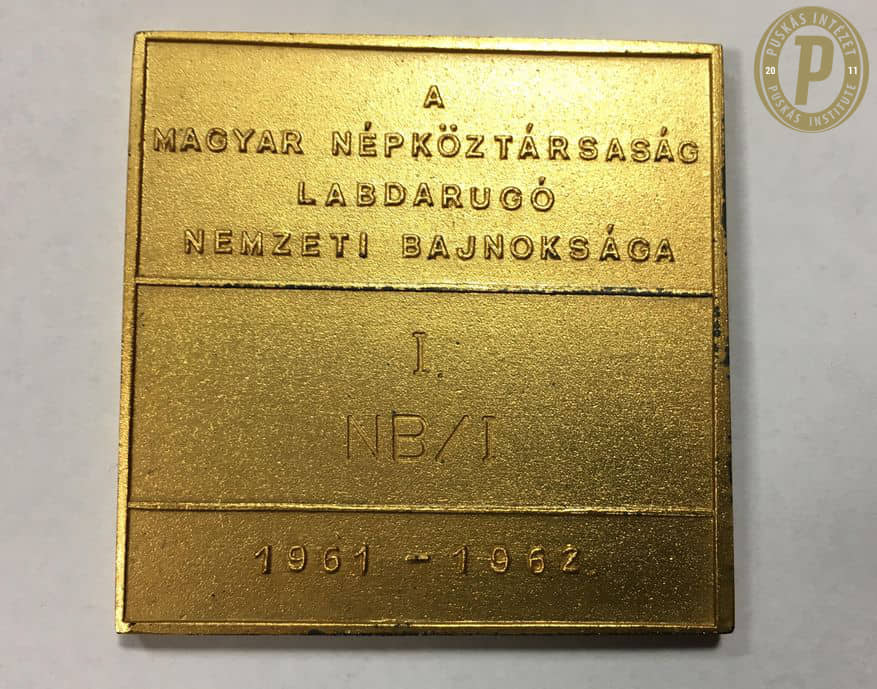 A
MAGYAR NÉPKÖZTÁRSASÁG
LABDARUGÓ
NEMZETI BAJNOKSÁGA
I.
NB/I
1961 - 1962
PUSKÁS INTÉZET
20 P 11
PUSKÁS INSTITUTE